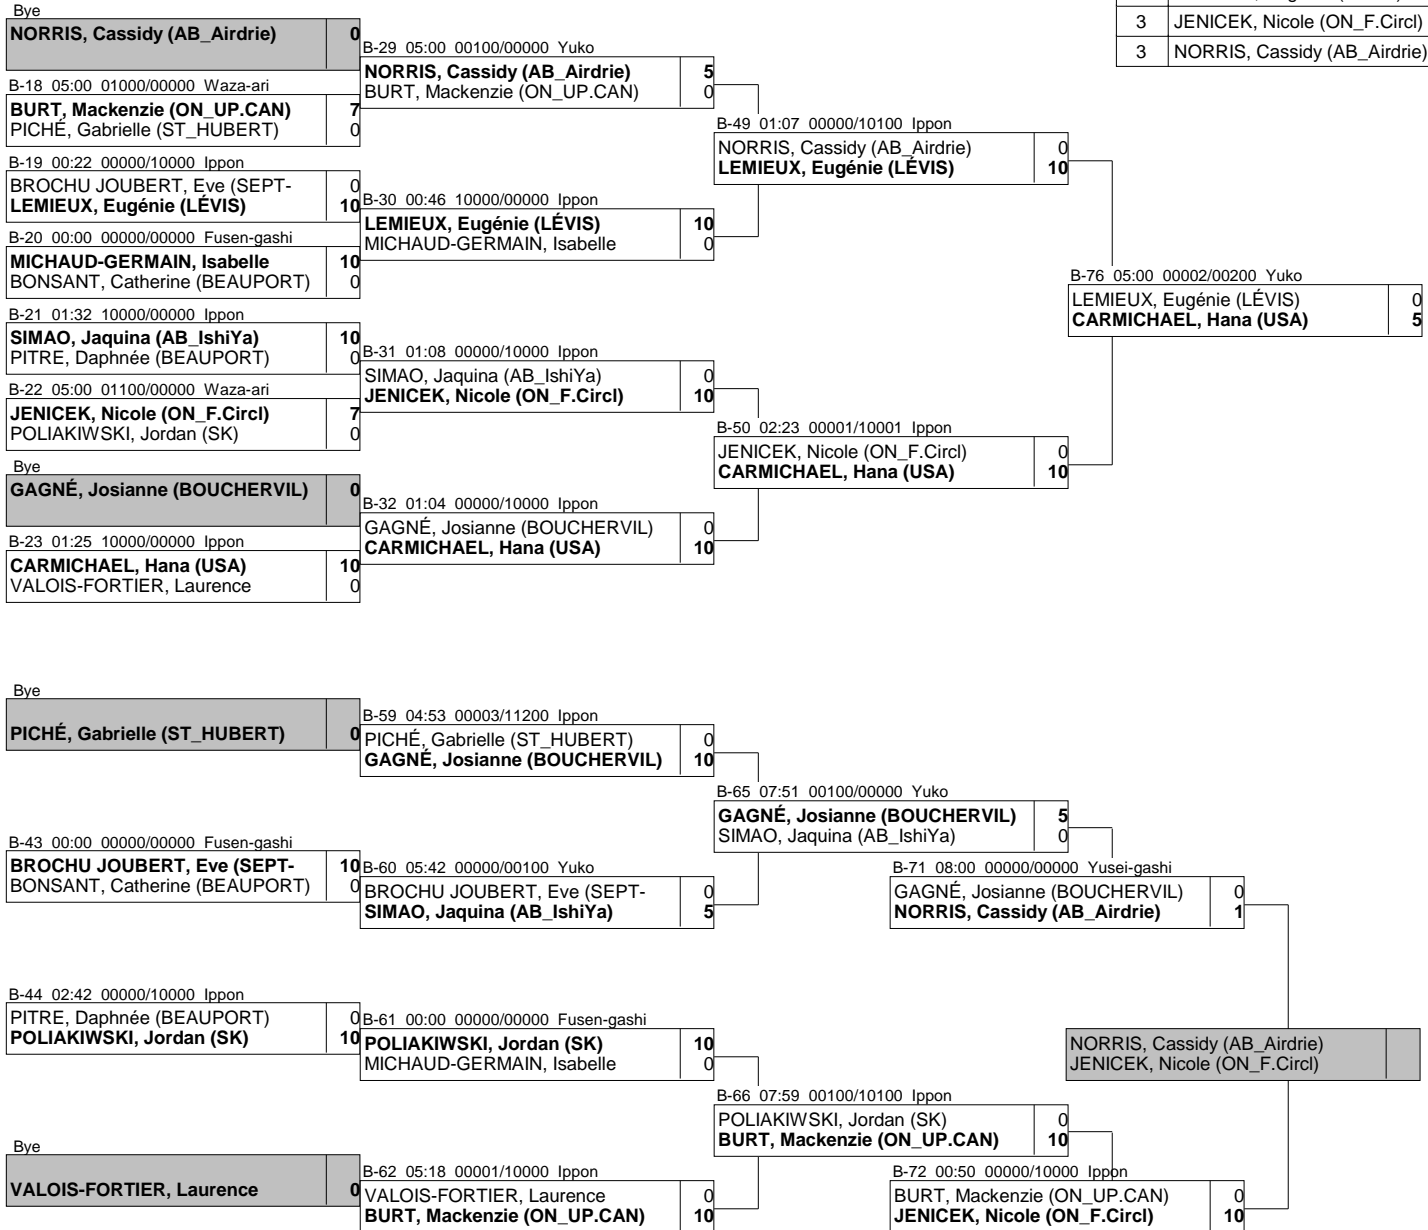 Bye
NORRIS, Cassidy (AB_Airdrie) 0
B-18 05:00 01000/00000 Waza-ari
BURT, Mackenzie (ON_UP.CAN) 7
PICHÉ, Gabrielle (ST_HUBERT) 0
B-19 00:22 00000/10000 Ippon
BROCHU JOUBERT, Eve (SEPT- 0
LEMIEUX, Eugénie (LÉVIS) 10
B-20 00:00 00000/00000 Fusen-gashi
MICHAUD-GERMAIN, Isabelle 10
BONSANT, Catherine (BEAUPORT) 0
B-21 01:32 10000/00000 Ippon
SIMAO, Jaquina (AB_IshiYa) 10
PITRE, Daphnée (BEAUPORT) 0
B-22 05:00 01100/00000 Waza-ari
JENICEK, Nicole (ON_F.Circl) 7
POLIAKIWSKI, Jordan (SK) 0
Bye
GAGNÉ, Josianne (BOUCHERVIL) 0
B-23 01:25 10000/00000 Ippon
CARMICHAEL, Hana (USA) 10
VALOIS-FORTIER, Laurence 0
B-29 05:00 00100/00000 Yuko
NORRIS, Cassidy (AB_Airdrie) 5
BURT, Mackenzie (ON_UP.CAN) 0
B-30 00:46 10000/00000 Ippon
LEMIEUX, Eugénie (LÉVIS) 10
MICHAUD-GERMAIN, Isabelle 0
B-31 01:08 00000/10000 Ippon
SIMAO, Jaquina (AB_IshiYa) 0
JENICEK, Nicole (ON_F.Circl) 10
B-32 01:04 00000/10000 Ippon
GAGNÉ, Josianne (BOUCHERVIL) 0
CARMICHAEL, Hana (USA) 10
B-49 01:07 00000/10100 Ippon
NORRIS, Cassidy (AB_Airdrie) 0
LEMIEUX, Eugénie (LÉVIS) 10
B-50 02:23 00001/10001 Ippon
JENICEK, Nicole (ON_F.Circl) 0
CARMICHAEL, Hana (USA) 10
3 JENICEK, Nicole (ON_F.Circl)
3 NORRIS, Cassidy (AB_Airdrie)
B-76 05:00 00002/00200 Yuko
LEMIEUX, Eugénie (LÉVIS) 0
CARMICHAEL, Hana (USA) 5
Bye
PICHÉ, Gabrielle (ST_HUBERT) 0
B-43 00:00 00000/00000 Fusen-gashi
BROCHU JOUBERT, Eve (SEPT- 10
BONSANT, Catherine (BEAUPORT) 0
B-44 02:42 00000/10000 Ippon
PITRE, Daphnée (BEAUPORT) 0
POLIAKIWSKI, Jordan (SK) 10
Bye
VALOIS-FORTIER, Laurence 0
B-59 04:53 00003/11200 Ippon
PICHÉ, Gabrielle (ST_HUBERT) 0
GAGNÉ, Josianne (BOUCHERVIL) 10
B-60 05:42 00000/00100 Yuko
BROCHU JOUBERT, Eve (SEPT- 0
SIMAO, Jaquina (AB_IshiYa) 5
B-61 00:00 00000/00000 Fusen-gashi
POLIAKIWSKI, Jordan (SK) 10
MICHAUD-GERMAIN, Isabelle 0
B-62 05:18 00001/10000 Ippon
VALOIS-FORTIER, Laurence 0
BURT, Mackenzie (ON_UP.CAN) 10
B-65 07:51 00100/00000 Yuko
GAGNÉ, Josianne (BOUCHERVIL) 5
SIMAO, Jaquina (AB_IshiYa) 0
B-66 07:59 00100/10100 Ippon
POLIAKIWSKI, Jordan (SK) 0
BURT, Mackenzie (ON_UP.CAN) 10
B-71 08:00 00000/00000 Yusei-gashi
GAGNÉ, Josianne (BOUCHERVIL) 0
NORRIS, Cassidy (AB_Airdrie) 1
B-72 00:50 00000/10000 Ippon
BURT, Mackenzie (ON_UP.CAN) 0
JENICEK, Nicole (ON_F.Circl) 10
NORRIS, Cassidy (AB_Airdrie)
JENICEK, Nicole (ON_F.Circl)